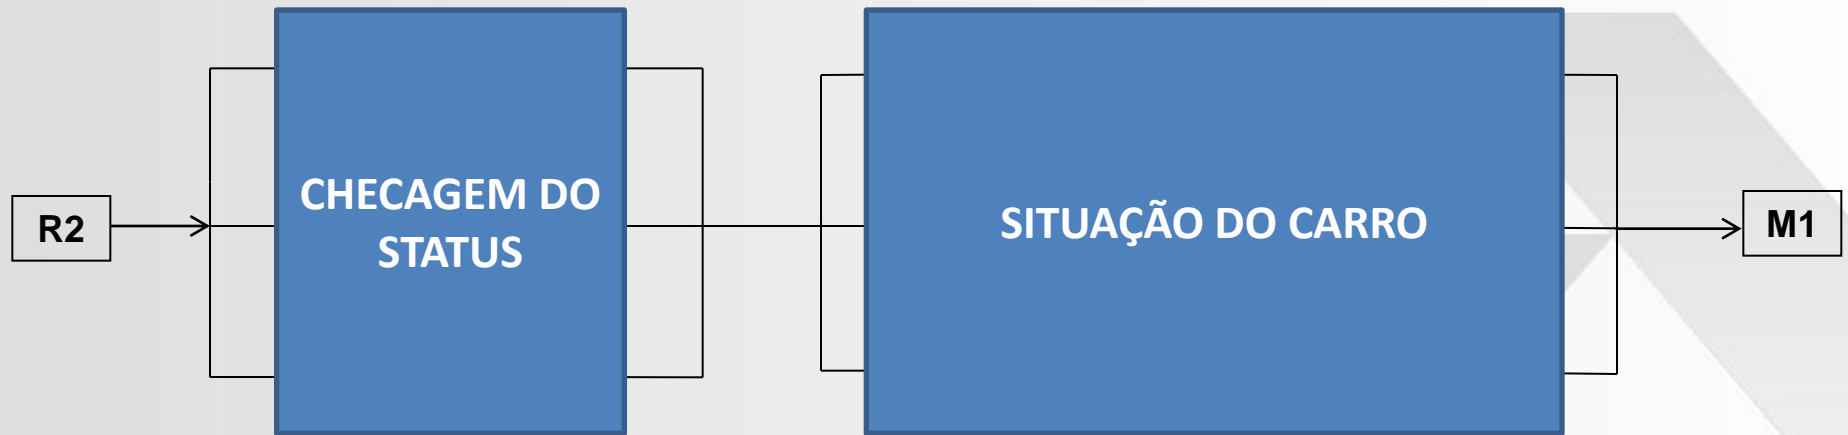 R2
CHECAGEM DO
STATUS
SITUAÇÃO DO CARRO
M1